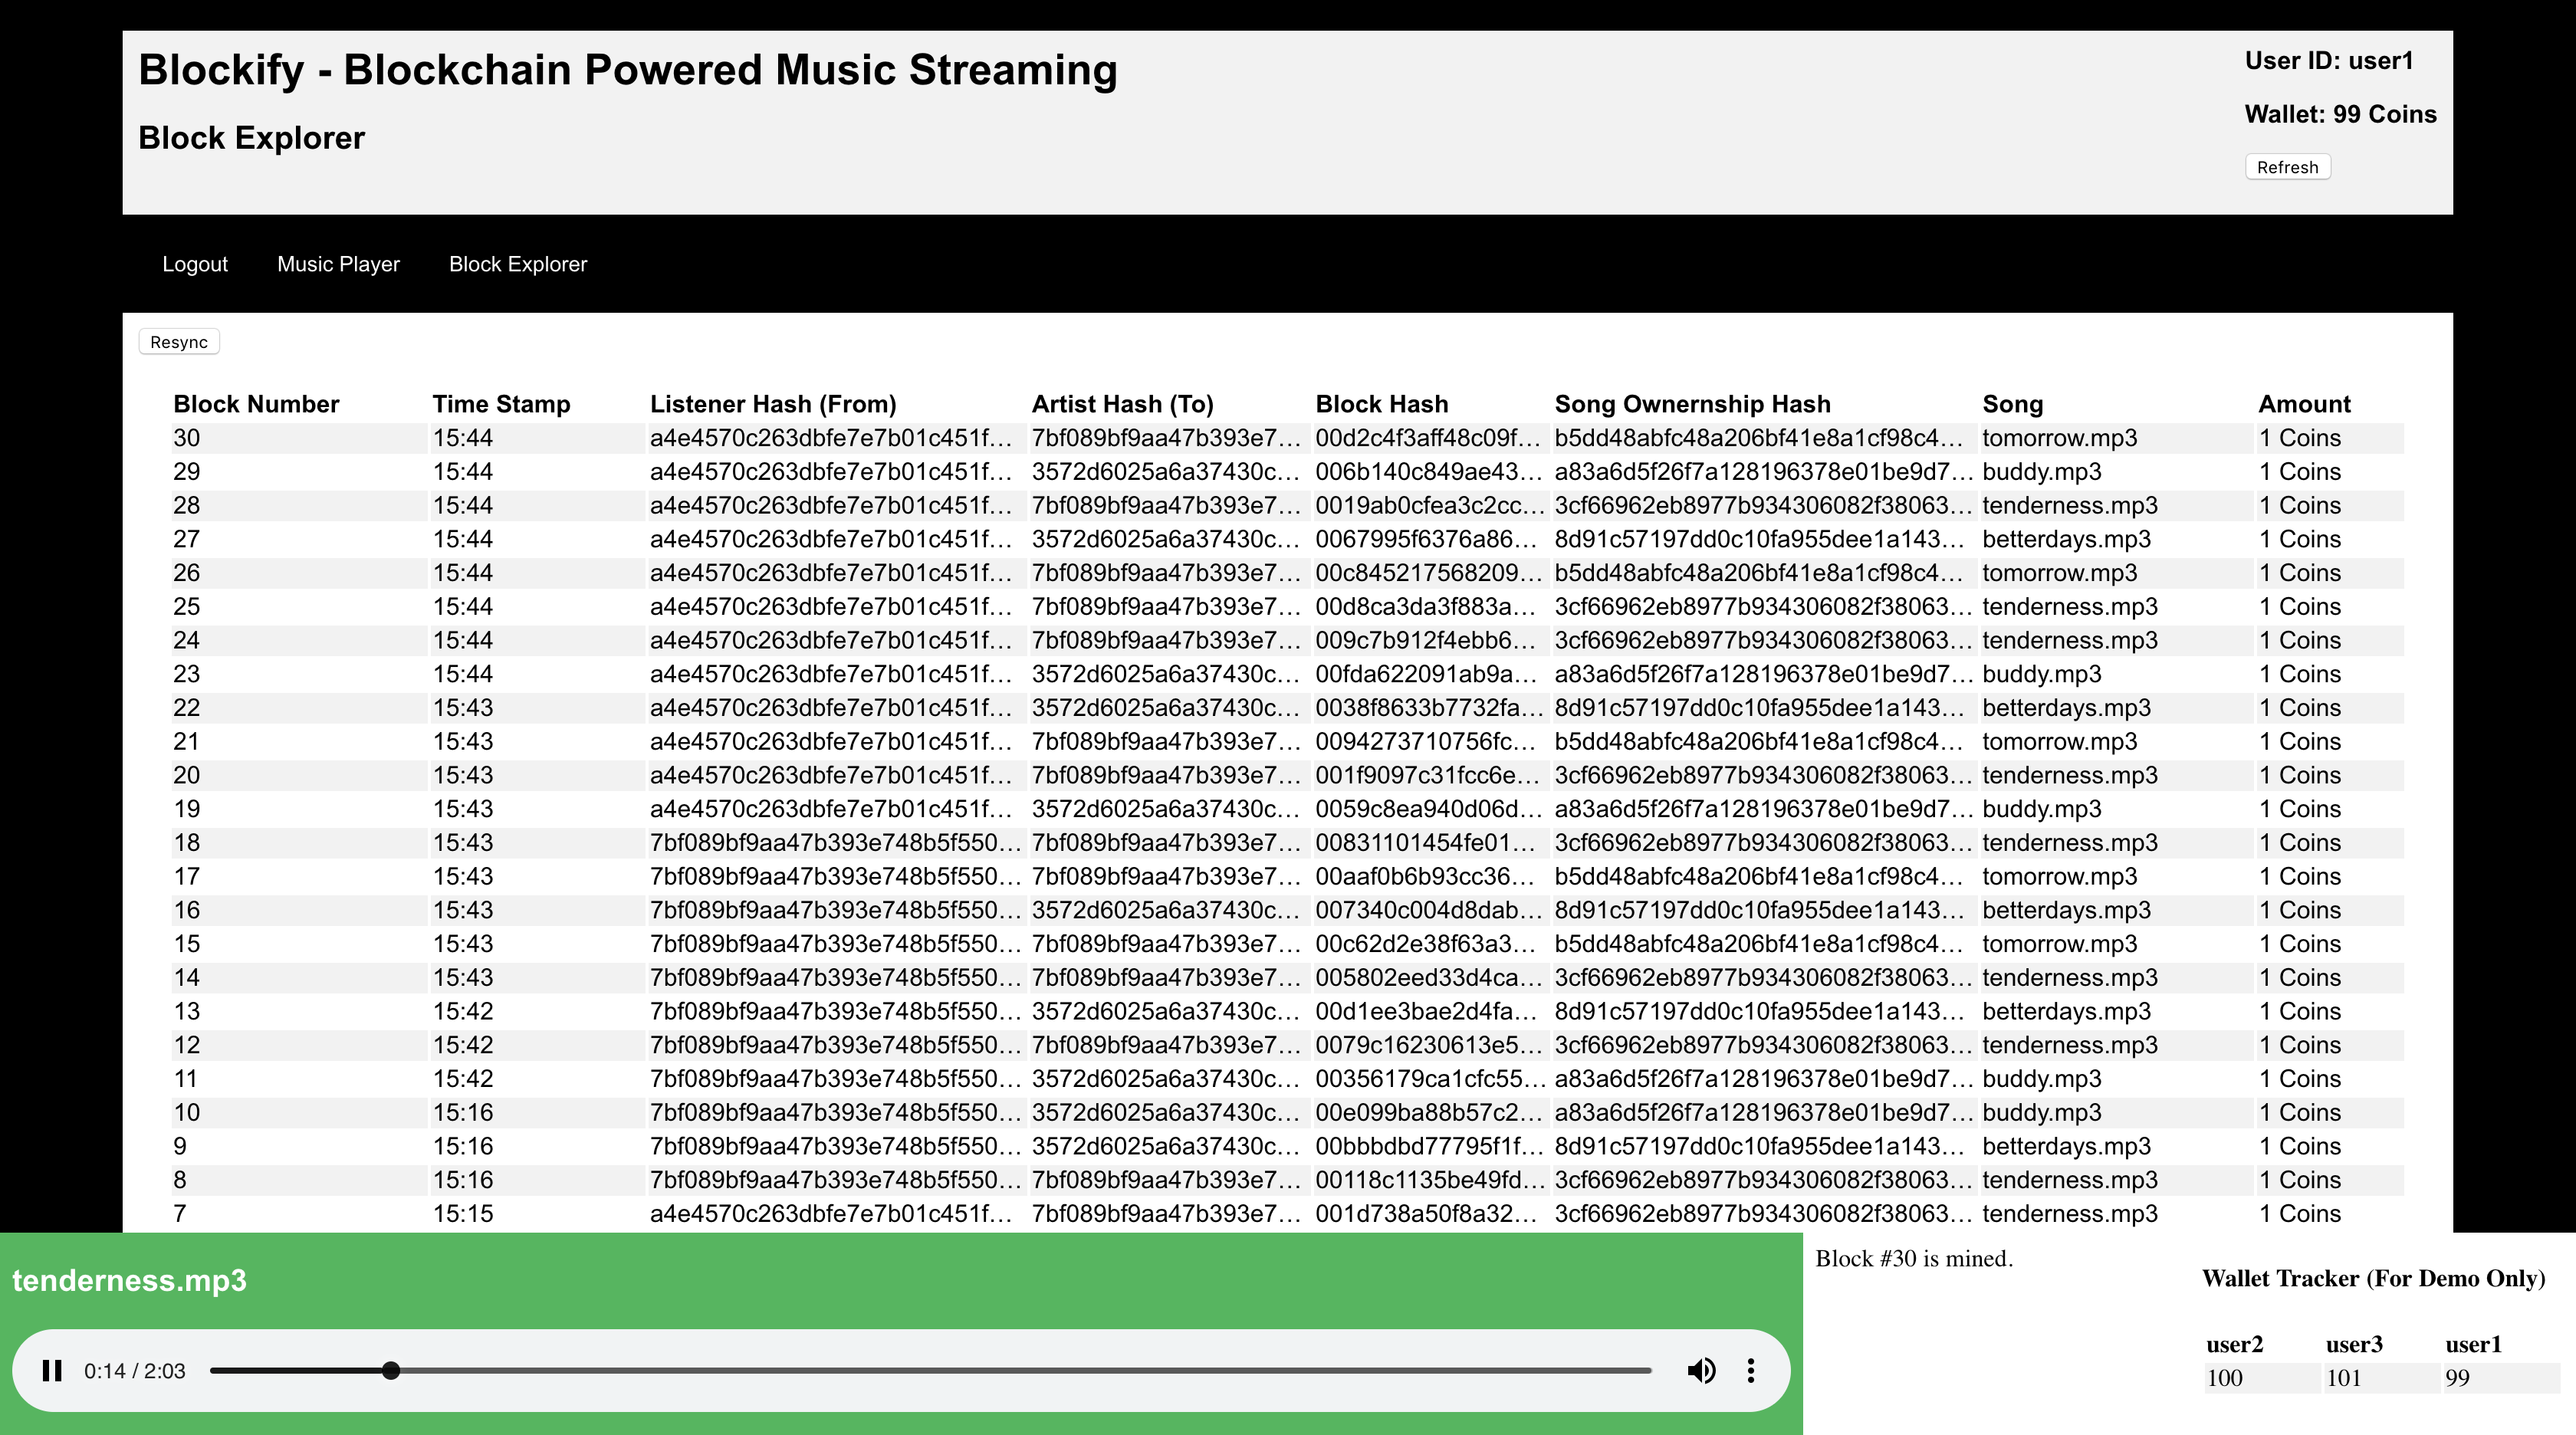 Blockify - Blockchain Powered Music Streaming
Block Explorer
User ID: user1
Wallet: 99 Coins
Refresh
Logout Music Player Block Explorer
Resync
Block Number Time Stamp Listener Hash (From) Artist Hash (To) Block Hash Song Ownernship Hash Song Amount
30 15:44 a4e4570c263dbfe7e7b01c451f... 7bf089bf9aa47b393e7... 00d2c4f3aff48c09f... b5dd48abfc48a206bf41e8a1cf98c4... tomorrow.mp3 1 Coins
29 15:44 a4e4570c263dbfe7e7b01c451f... 3572d6025a6a37430c... 006b140c849ae43... a83a6d5f26f7a128196378e01be9d7... buddy.mp3 1 Coins
28 15:44 a4e4570c263dbfe7e7b01c451f... 7bf089bf9aa47b393e7... 0019ab0cfea3c2cc... 3cf66962eb8977b934306082f38063... tenderness.mp3 1 Coins
27 15:44 a4e4570c263dbfe7e7b01c451f... 3572d6025a6a37430c... 0067995f6376a86... 8d91c57197dd0c10fa955dee1a143... betterdays.mp3 1 Coins
26 15:44 a4e4570c263dbfe7e7b01c451f... 7bf089bf9aa47b393e7... 00c845217568209... b5dd48abfc48a206bf41e8a1cf98c4... tomorrow.mp3 1 Coins
25 15:44 a4e4570c263dbfe7e7b01c451f... 7bf089bf9aa47b393e7... 00d8ca3da3f883a... 3cf66962eb8977b934306082f38063... tenderness.mp3 1 Coins
24 15:44 a4e4570c263dbfe7e7b01c451f... 7bf089bf9aa47b393e7... 009c7b912f4ebb6... 3cf66962eb8977b934306082f38063... tenderness.mp3 1 Coins
23 15:44 a4e4570c263dbfe7e7b01c451f... 3572d6025a6a37430c... 00fda622091ab9a... a83a6d5f26f7a128196378e01be9d7... buddy.mp3 1 Coins
22 15:43 a4e4570c263dbfe7e7b01c451f... 3572d6025a6a37430c... 0038f8633b7732fa... 8d91c57197dd0c10fa955dee1a143... betterdays.mp3 1 Coins
21 15:43 a4e4570c263dbfe7e7b01c451f... 7bf089bf9aa47b393e7... 0094273710756fc... b5dd48abfc48a206bf41e8a1cf98c4... tomorrow.mp3 1 Coins
20 15:43 a4e4570c263dbfe7e7b01c451f... 7bf089bf9aa47b393e7... 001f9097c31fcc6e... 3cf66962eb8977b934306082f38063... tenderness.mp3 1 Coins
19 15:43 a4e4570c263dbfe7e7b01c451f... 3572d6025a6a37430c... 0059c8ea940d06d... a83a6d5f26f7a128196378e01be9d7... buddy.mp3 1 Coins
18 15:43 7bf089bf9aa47b393e748b5f550... 7bf089bf9aa47b393e7... 00831101454fe01... 3cf66962eb8977b934306082f38063... tenderness.mp3 1 Coins
17 15:43 7bf089bf9aa47b393e748b5f550... 7bf089bf9aa47b393e7... 00aaf0b6b93cc36... b5dd48abfc48a206bf41e8a1cf98c4... tomorrow.mp3 1 Coins
16 15:43 7bf089bf9aa47b393e748b5f550... 3572d6025a6a37430c... 007340c004d8dab... 8d91c57197dd0c10fa955dee1a143... betterdays.mp3 1 Coins
15 15:43 7bf089bf9aa47b393e748b5f550... 7bf089bf9aa47b393e7... 00c62d2e38f63a3... b5dd48abfc48a206bf41e8a1cf98c4... tomorrow.mp3 1 Coins
14 15:43 7bf089bf9aa47b393e748b5f550... 7bf089bf9aa47b393e7... 005802eed33d4ca... 3cf66962eb8977b934306082f38063... tenderness.mp3 1 Coins
13 15:42 7bf089bf9aa47b393e748b5f550... 3572d6025a6a37430c... 00d1ee3bae2d4fa... 8d91c57197dd0c10fa955dee1a143... betterdays.mp3 1 Coins
12 15:42 7bf089bf9aa47b393e748b5f550... 7bf089bf9aa47b393e7... 0079c16230613e5... 3cf66962eb8977b934306082f38063... tenderness.mp3 1 Coins
11 15:42 7bf089bf9aa47b393e748b5f550... 3572d6025a6a37430c... 00356179ca1cfc55... a83a6d5f26f7a128196378e01be9d7... buddy.mp3 1 Coins
10 15:16 7bf089bf9aa47b393e748b5f550... 3572d6025a6a37430c... 00e099ba88b57c2... a83a6d5f26f7a128196378e01be9d7... buddy.mp3 1 Coins
9 15:16 7bf089bf9aa47b393e748b5f550... 3572d6025a6a37430c... 00bbbdbd77795f1f... 8d91c57197dd0c10fa955dee1a143... betterdays.mp3 1 Coins
8 15:16 7bf089bf9aa47b393e748b5f550... 7bf089bf9aa47b393e7... 00118c1135be49fd... 3cf66962eb8977b934306082f38063... tenderness.mp3 1 Coins
7 15:15 a4e4570c263dbfe7e7b01c451f... 7bf089bf9aa47b393e7... 001d738a50f8a32... 3cf66962eb8977b934306082f38063... tenderness.mp3 1 Coins
tenderness.mp3
0:14 / 2:03
Block #30 is mined.
Wallet Tracker (For Demo Only)
user2 user3 user1
100 101 99